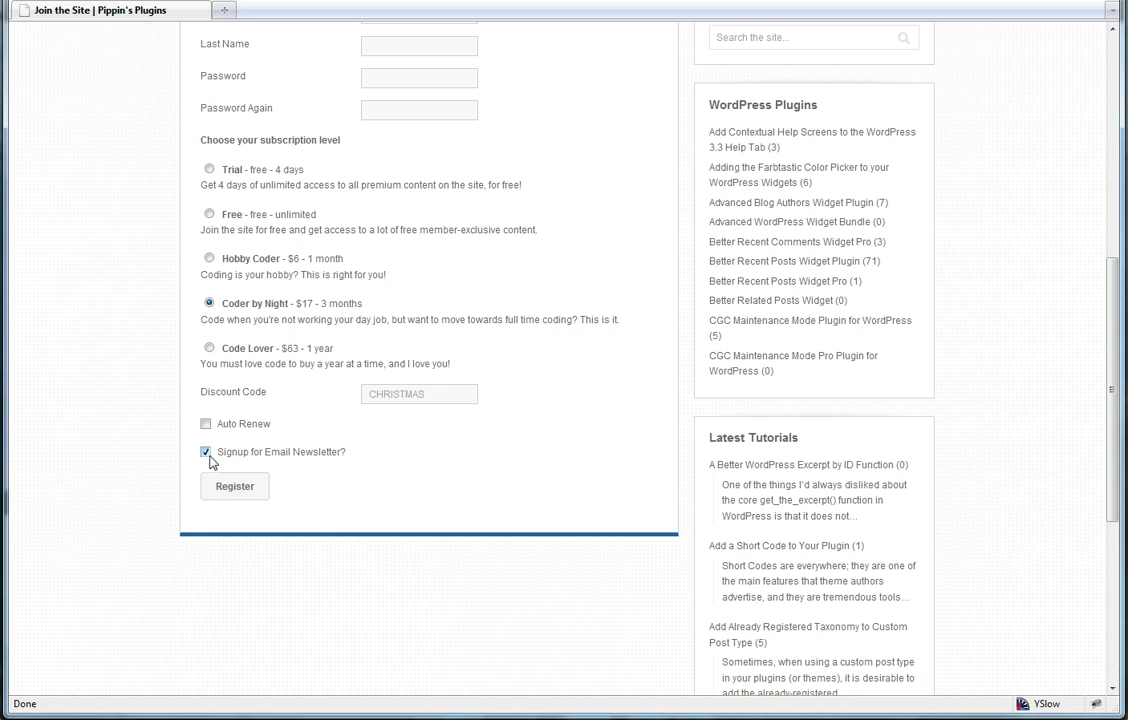 Join the Site | Pippin's Plugins
Last Name
Password
Password Again
Choose your subscription level
Trial - free - 4 days
Get 4 days of unlimited access to all premium content on the site, for free!
Free - free - unlimited
Join the site for free and get access to a lot of free member-exclusive content.
Hobby Coder - $6 - 1 month
Coding is your hobby? This is right for you!
Coder by Night - $17 - 3 months
Code when you're not working your day job, but want to move towards full time coding? This is it.
Code Lover - $63 - 1 year
You must love code to buy a year at a time, and I love you!
Discount Code
CHRISTMAS
Auto Renew
Signup for Email Newsletter?
Register
Search the site...
WordPress Plugins
Add Contextual Help Screens to the WordPress
3.3 Help Tab (3)
Adding the Farbtastic Color Picker to your
WordPress Widgets (6)
Advanced Blog Authors Widget Plugin (7)
Advanced WordPress Widget Bundle (0)
Better Recent Comments Widget Pro (3)
Better Recent Posts Widget Plugin (71)
Better Recent Posts Widget Pro (1)
Better Related Posts Widget (0)
CGC Maintenance Mode Plugin for WordPress
(5)
CGC Maintenance Mode Pro Plugin for
WordPress (0)
Latest Tutorials
A Better WordPress Excerpt by ID Function (0)
One of the things I'd always disliked about
the core get_the_excerpt() function in
WordPress is that it does not...
Add a Short Code to Your Plugin (1)
Short Codes are everywhere; they are one of
the main features that theme authors
advertise, and they are tremendous tools...
Add Already Registered Taxonomy to Custom
Post Type (5)
Sometimes, when using a custom post type
in your plugins (or themes), it is desirable to
add the already-registered
Done
YSlow